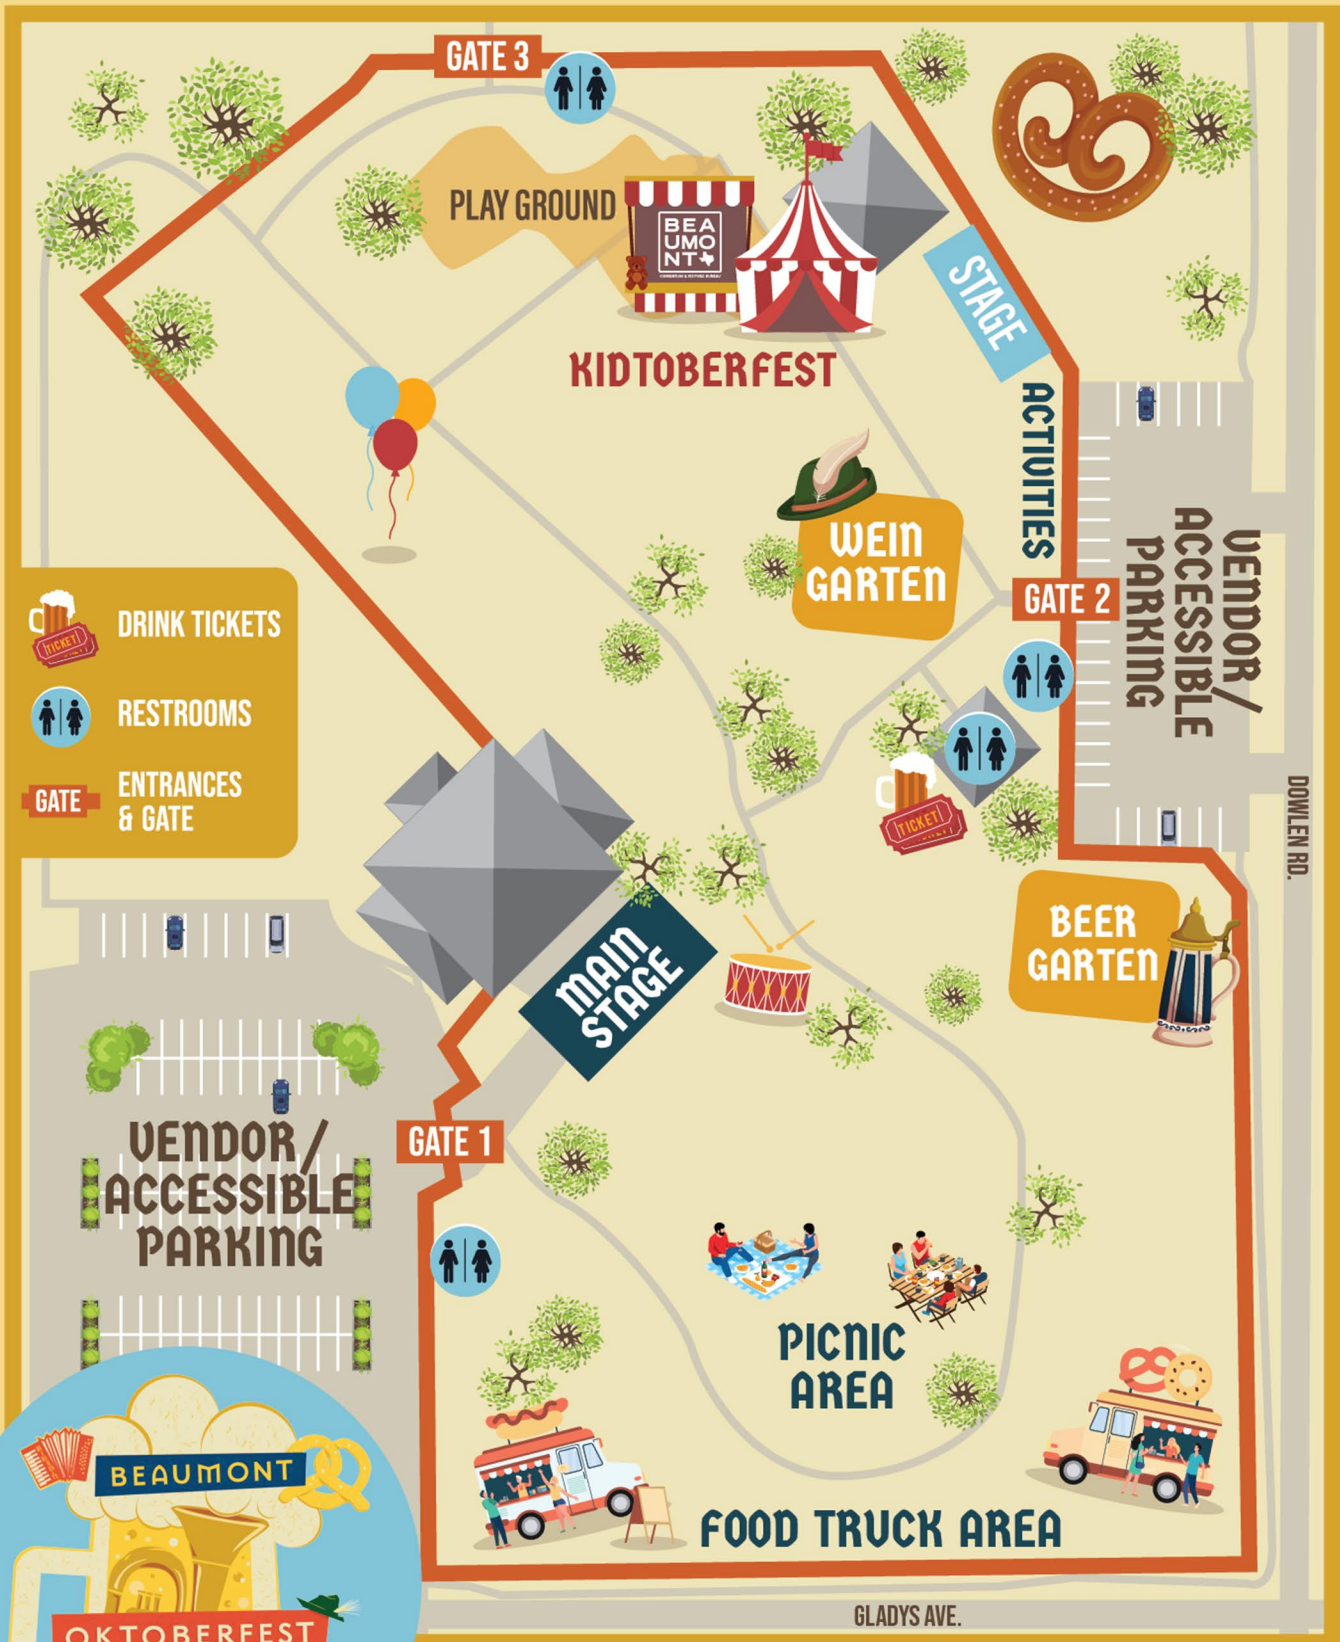 GATE 3
PLAY GROUND
BEA
UMO
NT
STAGE
KIDTOBERFEST
ACTIVITIES
WEIN
GARTEN
GATE 2
VENDOR/
ACCESSIBLE
PARKING
DOWLEN RD.
TICKET
DRINK TICKETS
RESTROOMS
GATE
ENTRANCES
& GATE
TICKET
BEER
GARTEN
MAIN
STAGE
GATE 1
VENDOR/
ACCESSIBLE
PARKING
PICNIC
AREA
FOOD TRUCK AREA
BEAUMONT
OKTOBERFEST
GLADYS AVE.